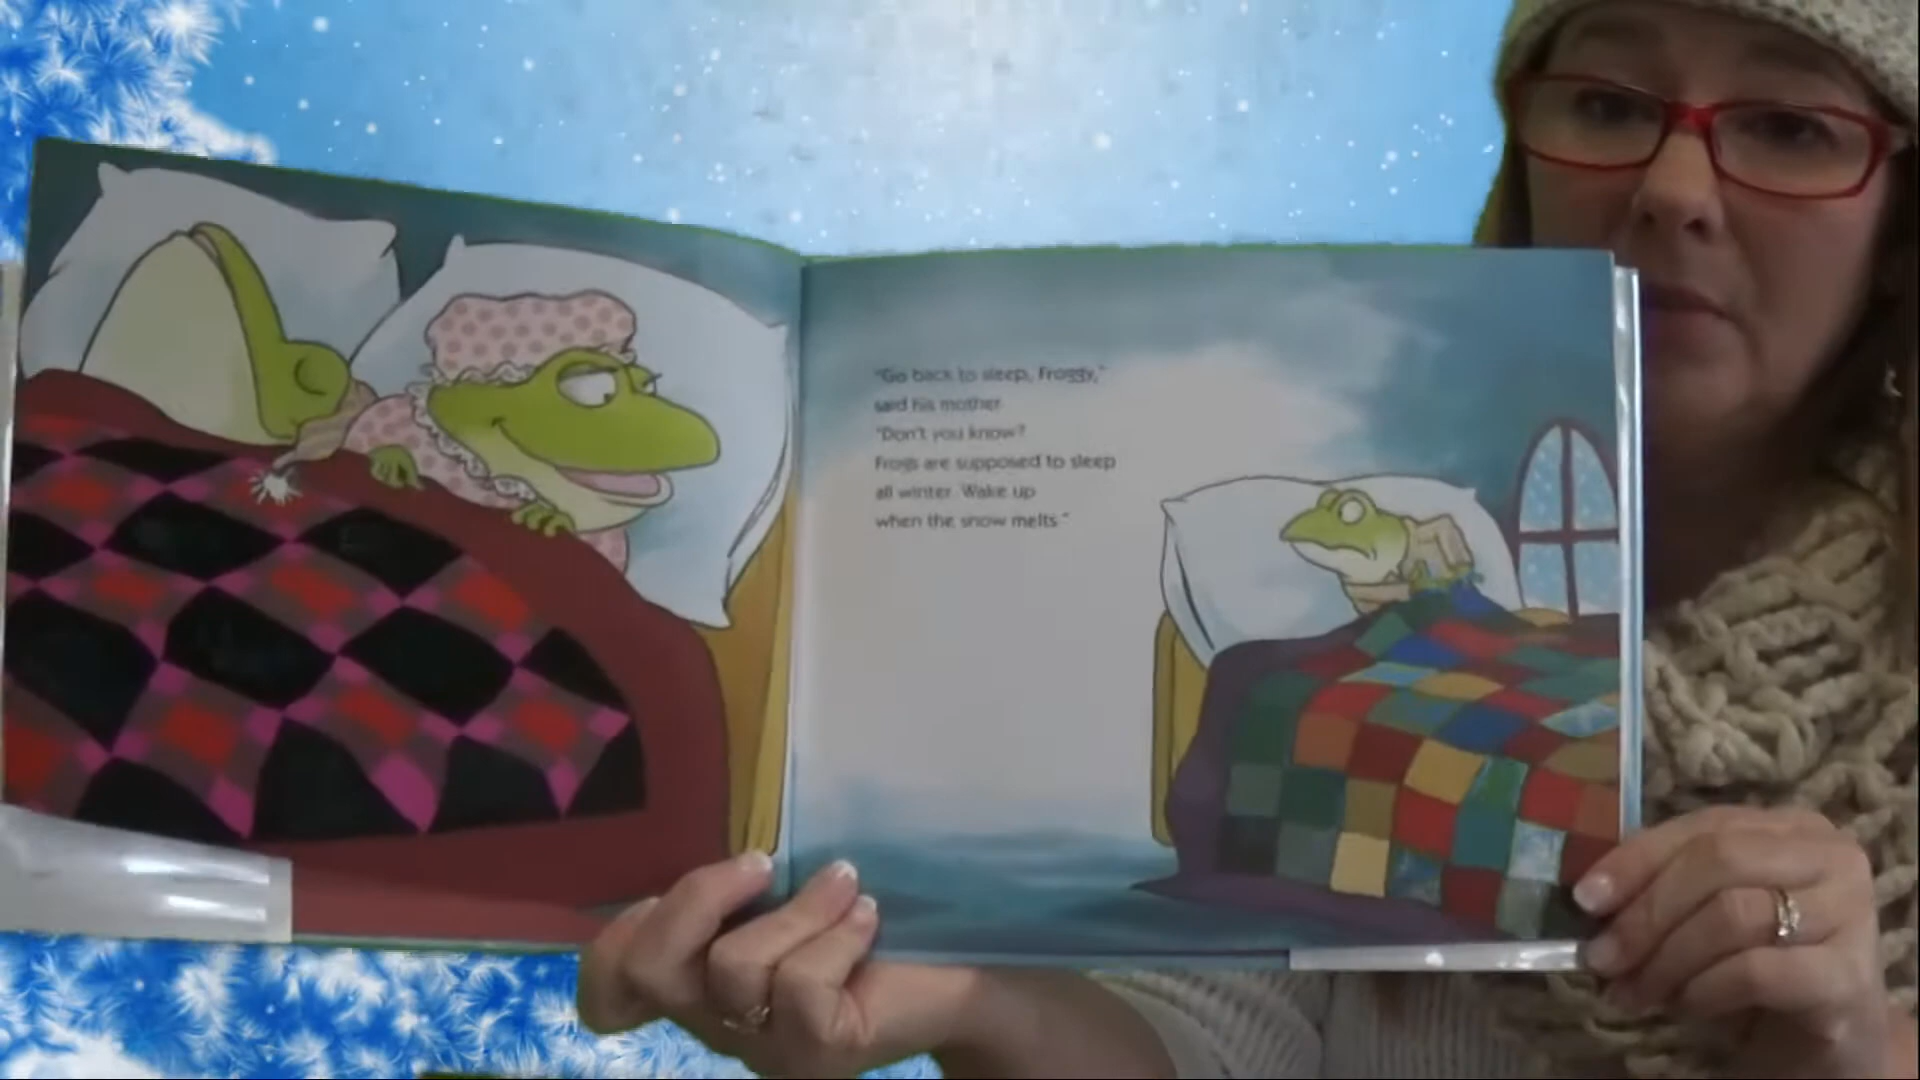 "Go back to sleep, Froggy,"
said his mother.
"Don't you know?
Frogs are supposed to sleep
all winter. Wake up
when the snow melts."